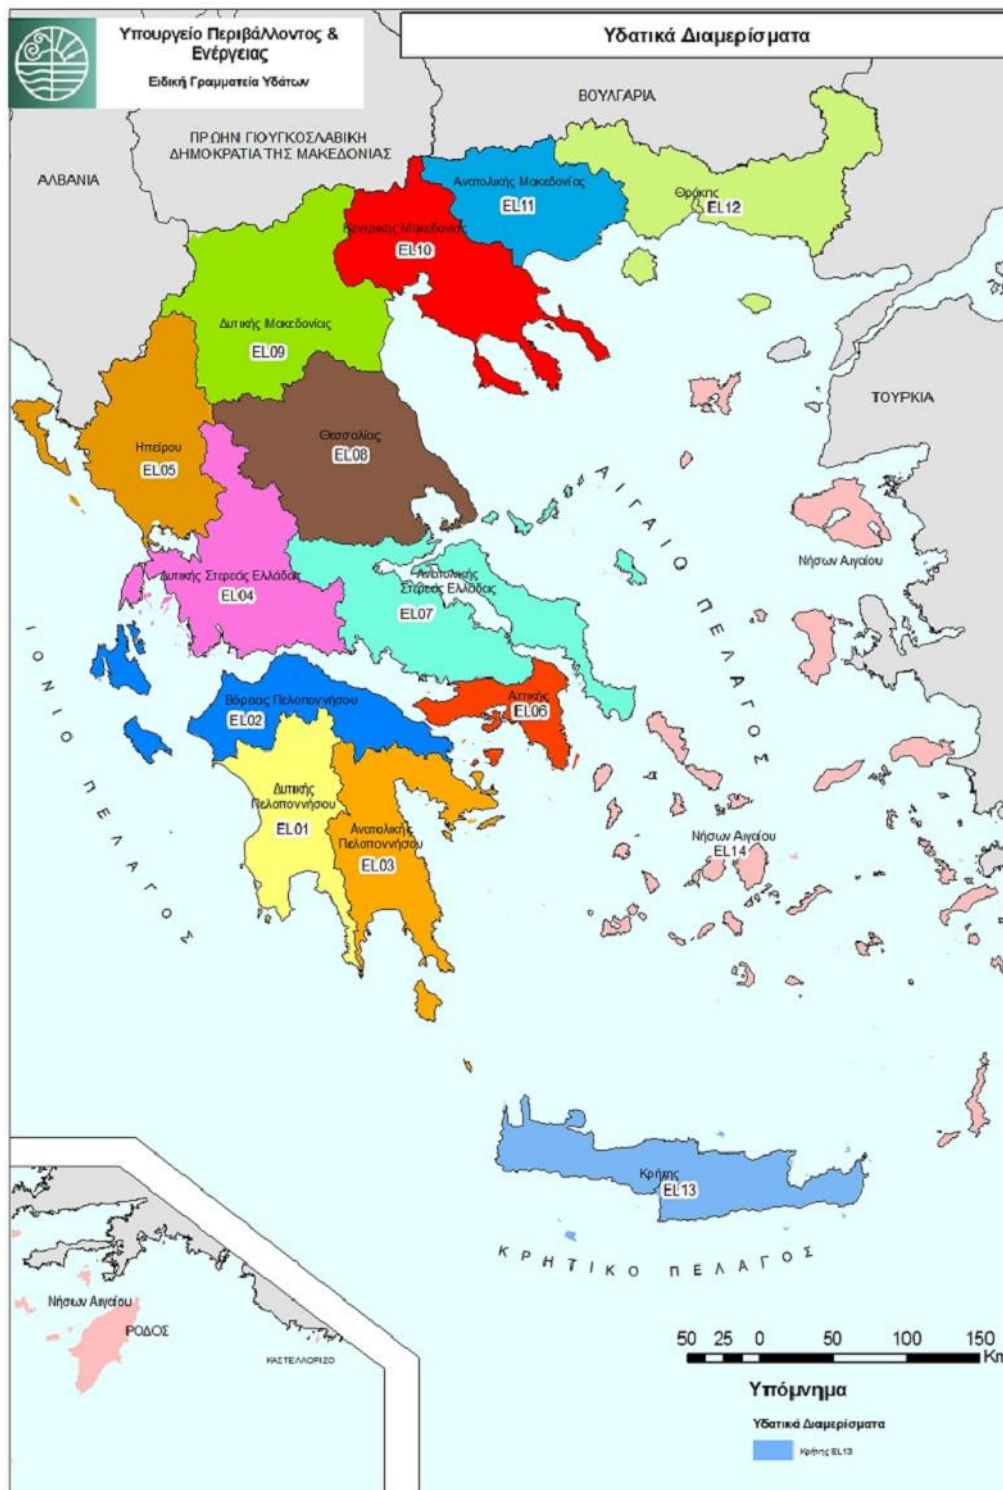 Υπουργείο Περιβάλλοντος &
Ενέργειας
Ειδική Γραμματεία Υδάτων
Υδατικά Διαμερίσματα
ΒΟΥΛΓΑΡΙΑ
ΠΡΩΗΝ ΓΙΟΥΓΚΟΣΛΑΒΙΚΗ
ΔΗΜΟΚΡΑΤΙΑ ΤΗΣ ΜΑΚΕΔΟΝΙΑΣ
ΑΛΒΑΝΙΑ
Ανατολικής Μακεδονίας
EL11
Θράκης
EL12
Κεντρικής Μακεδονίας
EL10
Δυτικής Μακεδονίας
EL09
ΤΟΥΡΚΙΑ
Ηπείρου
EL05
Θεσσαλίας
EL08
ΑΙΓΑΙΟ ΠΕΛΑΓΟΣ
Νήσων Αιγαίου
Δυτικής Στερεάς Ελλάδας
EL04
Ανατολικής
Στερεάς Ελλάδας
EL07
ΙΟΝΙΟ ΠΕΛΑΓΟΣ
Βόρειας Πελοποννήσου
EL02
Αττικής
EL06
Δυτικής
Πελοποννήσου
EL01
Ανατολικής
Πελοποννήσου
EL03
Νήσων Αιγαίου
EL14
Κρήτης
EL13
ΚΡΗΤΙΚΟ ΠΕΛΑΓΟΣ
Νήσων Αιγαίου
ΡΟΔΟΣ
ΚΑΣΤΕΛΛΟΡΙΖΟ
50 25 0 50 100 150
Km
Υπόμνημα
Υδατικά Διαμερίσματα
Κρήτης EL13